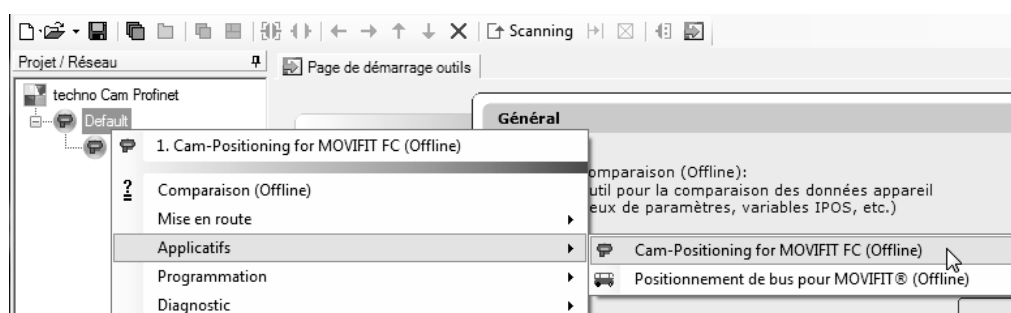 Scanning
Projet / Réseau
Page de démarrage outils
techno Cam Profinet
Général
Default
1. Cam-Positioning for MOVIFIT FC (Offline)
omparaison (Offline):
Comparaison (Offline)
util pour la comparaison des données appareil
eux de paramètres, variables IPOS, etc.)
Mise en route
Applicatifs
Cam-Positioning for MOVIFIT FC (Offline)
Programmation
Positionnement de bus pour MOVIFIT® (Offline)
Diagnostic